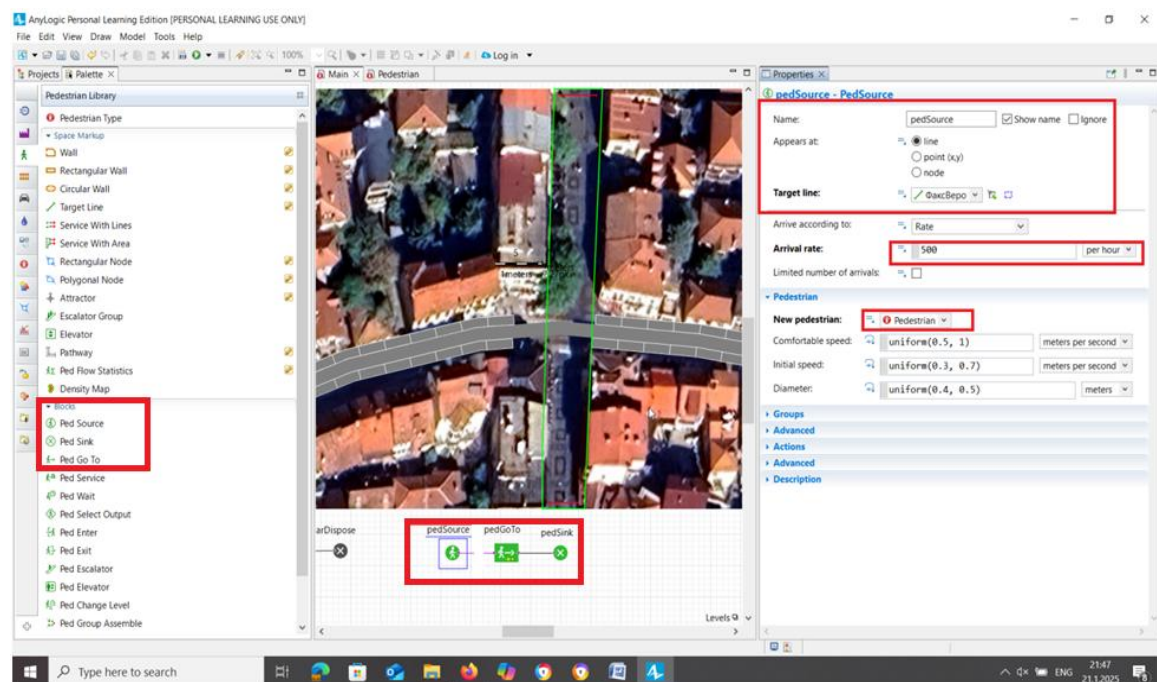 AnyLogic Personal Learning Edition [PERSONAL LEARNING USE ONLY]
File Edit View Draw Model Tools Help
100%
Log in
Projects Palette
Main Pedestrian
Properties
Pedestrian Library
Pedestrian Type
Space Markup
Wall
Rectangular Wall
Circular Wall
Target Line
Service With Lines
Service With Area
Rectangular Node
Polygonal Node
Attractor
Escalator Group
Elevator
Pathway
Ped Flow Statistics
Density Map
Blocks
Ped Source
Ped Sink
Ped Go To
Ped Service
Ped Wait
Ped Select Output
Ped Enter
Ped Exit
Ped Escalator
Ped Elevator
Ped Change Level
Ped Group Assemble
arDispose
pedSource
pedGoTo
pedSink
Levels
pedSource - PedSource
Name: pedSource Show name Ignore
Appears at: line
point (x,y)
node
Target line: ФаксВеро
Arrive according to: Rate
Arrival rate: 500 per hour
Limited number of arrivals:
Pedestrian
New pedestrian: Pedestrian
Comfortable speed: uniform(0.5, 1) meters per second
Initial speed: uniform(0.3, 0.7) meters per second
Diameter: uniform(0.4, 0.5) meters
Groups
Advanced
Actions
Advanced
Description
Type here to search
ENG
21:47
21.1.2025